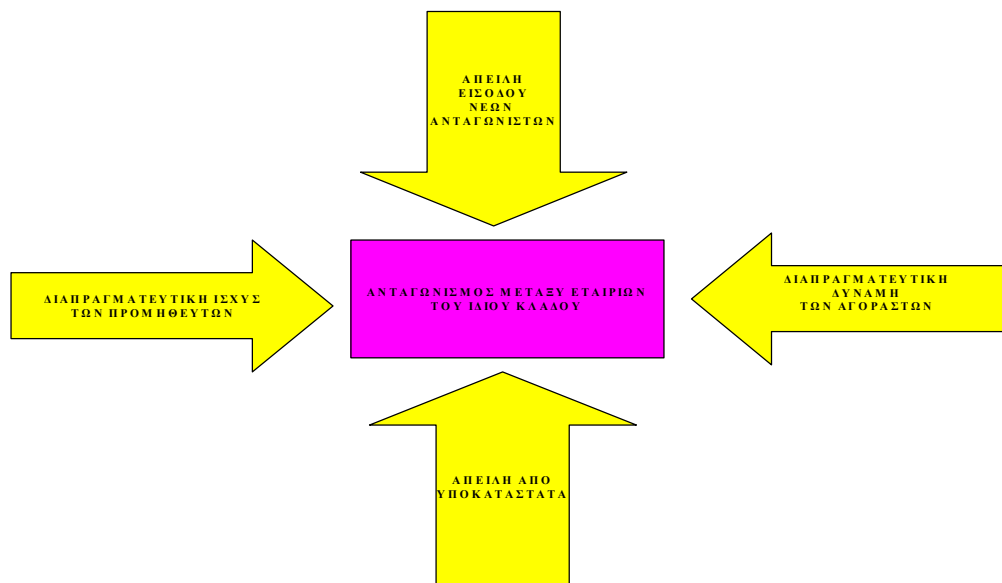 ΑΠΕΙΛΗ
ΕΙΣΟΔΟΥ
ΝΕΩΝ
ΑΝΤΑΓΩΝΙΣΤΩΝ
ΔΙΑΠΡΑΓΜΑΤΕΥΤΙΚΗ ΙΣΧΥΣ
ΤΩΝ ΠΡΟΜΗΘΕΥΤΩΝ
ΑΝΤΑΓΩΝΙΣΜΟΣ ΜΕΤΑΞΥ ΕΤΑΙΡΙΩΝ
ΤΟΥ ΙΔΙΟΥ ΚΛΑΔΟΥ
ΔΙΑΠΡΑΓΜΑΤΕΥΤΙΚΗ
ΔΥΝΑΜΗ
ΤΩΝ ΑΓΟΡΑΣΤΩΝ
ΑΠΕΙΛΗ ΑΠΟ
ΥΠΟΚΑΤΑΣΤΑΤΑ